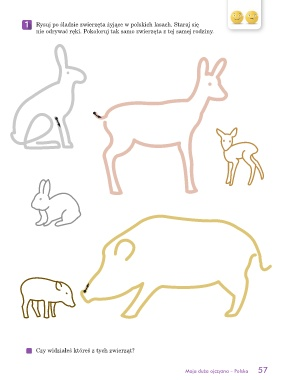 1 Rysuj po śladzie zwierzęta żyjące w polskich lasach. Staraj się
nie odrywać ręki. Pokoloruj tak samo zwierzęta z tej samej rodziny.
Czy widziałeś któreś z tych zwierząt?
Moja duża ojczyzna – Polska 57